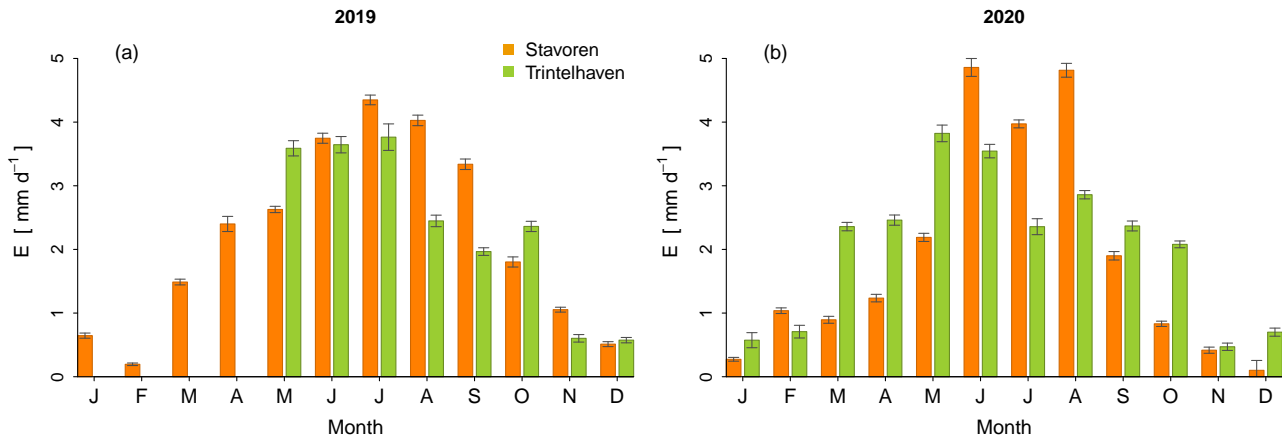 2019
(a)
Stavoren
Trintelhaven
E [ mm d⁻¹ ]
5
4
3
2
1
0
J F M A M J J A S O N D
Month
2020
(b)
E [ mm d⁻¹ ]
5
4
3
2
1
0
J F M A M J J A S O N D
Month